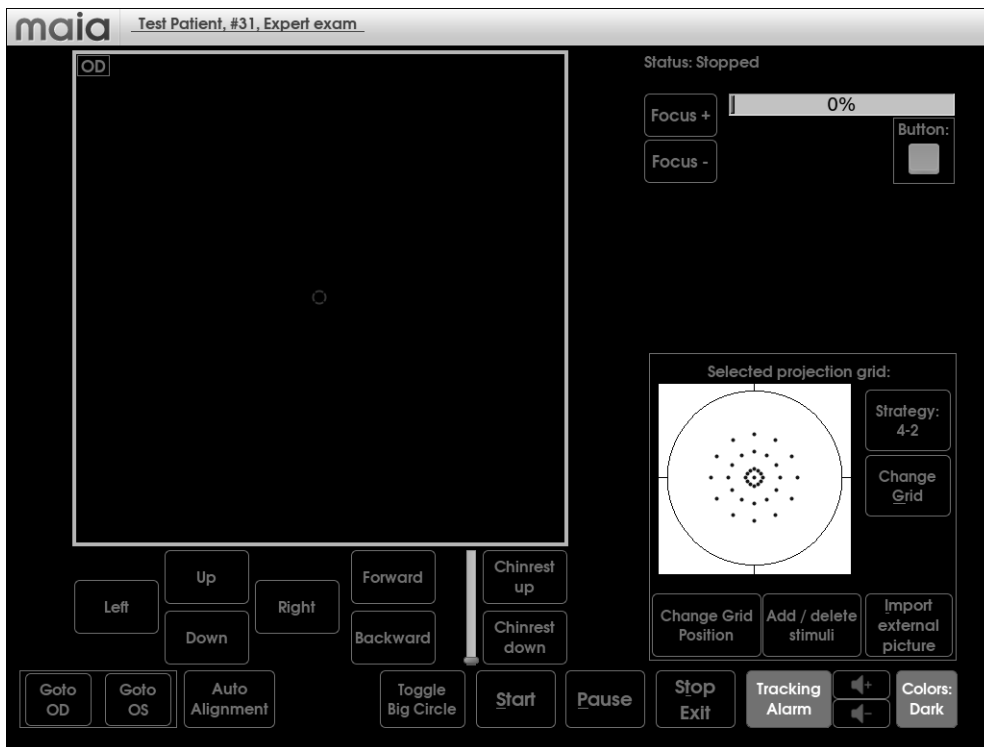 maia
Test Patient, #31, Expert exam
OD
Status: Stopped
Focus +
0%
Button:
Focus -
Selected projection grid:
Strategy:
4-2
Change
Grid
Left
Up
Down
Right
Forward
Backward
Chinrest
up
Chinrest
down
Change Grid
Position
Add / delete
stimuli
Import
external
picture
Goto
OD
Goto
OS
Auto
Alignment
Toggle
Big Circle
Start
Pause
Stop
Exit
Tracking
Alarm
+
-
Colors:
Dark